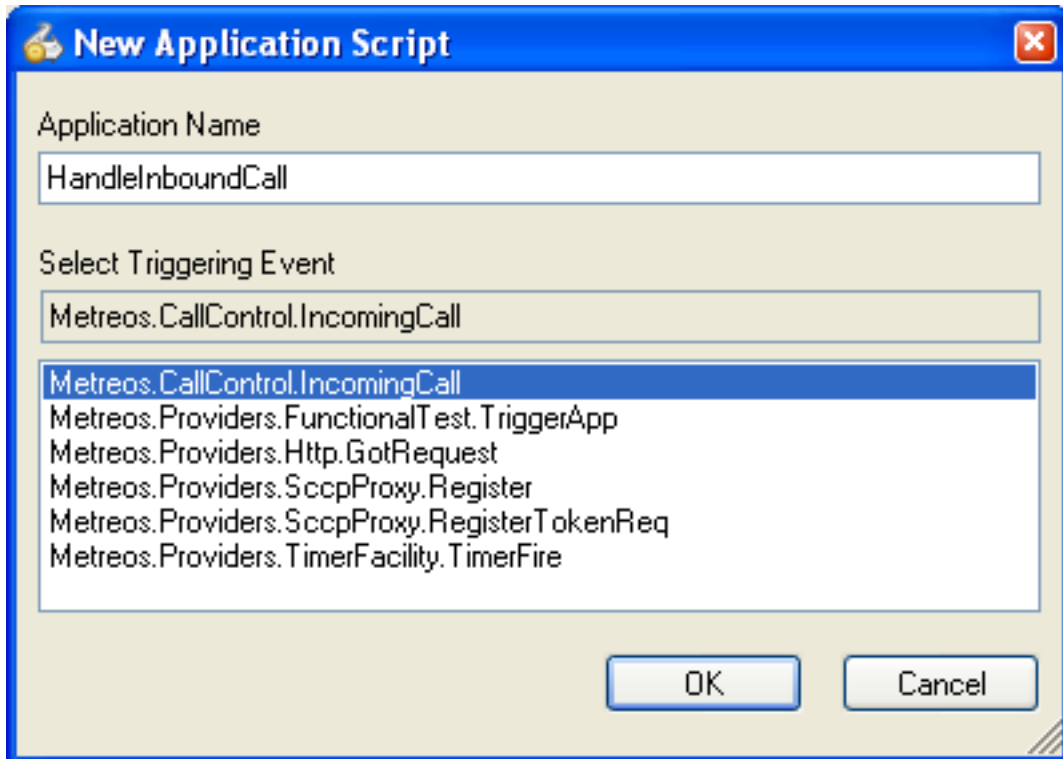 New Application Script
Application Name
HandleInboundCall
Select Triggering Event
Metreos.CallControl.IncomingCall
Metreos.CallControl.IncomingCall
Metreos.Providers.FunctionalTest.TriggerApp
Metreos.Providers.Http.GotRequest
Metreos.Providers.SccpProxy.Register
Metreos.Providers.SccpProxy.RegisterTokenReq
Metreos.Providers.TimerFacility.TimerFire
OK Cancel